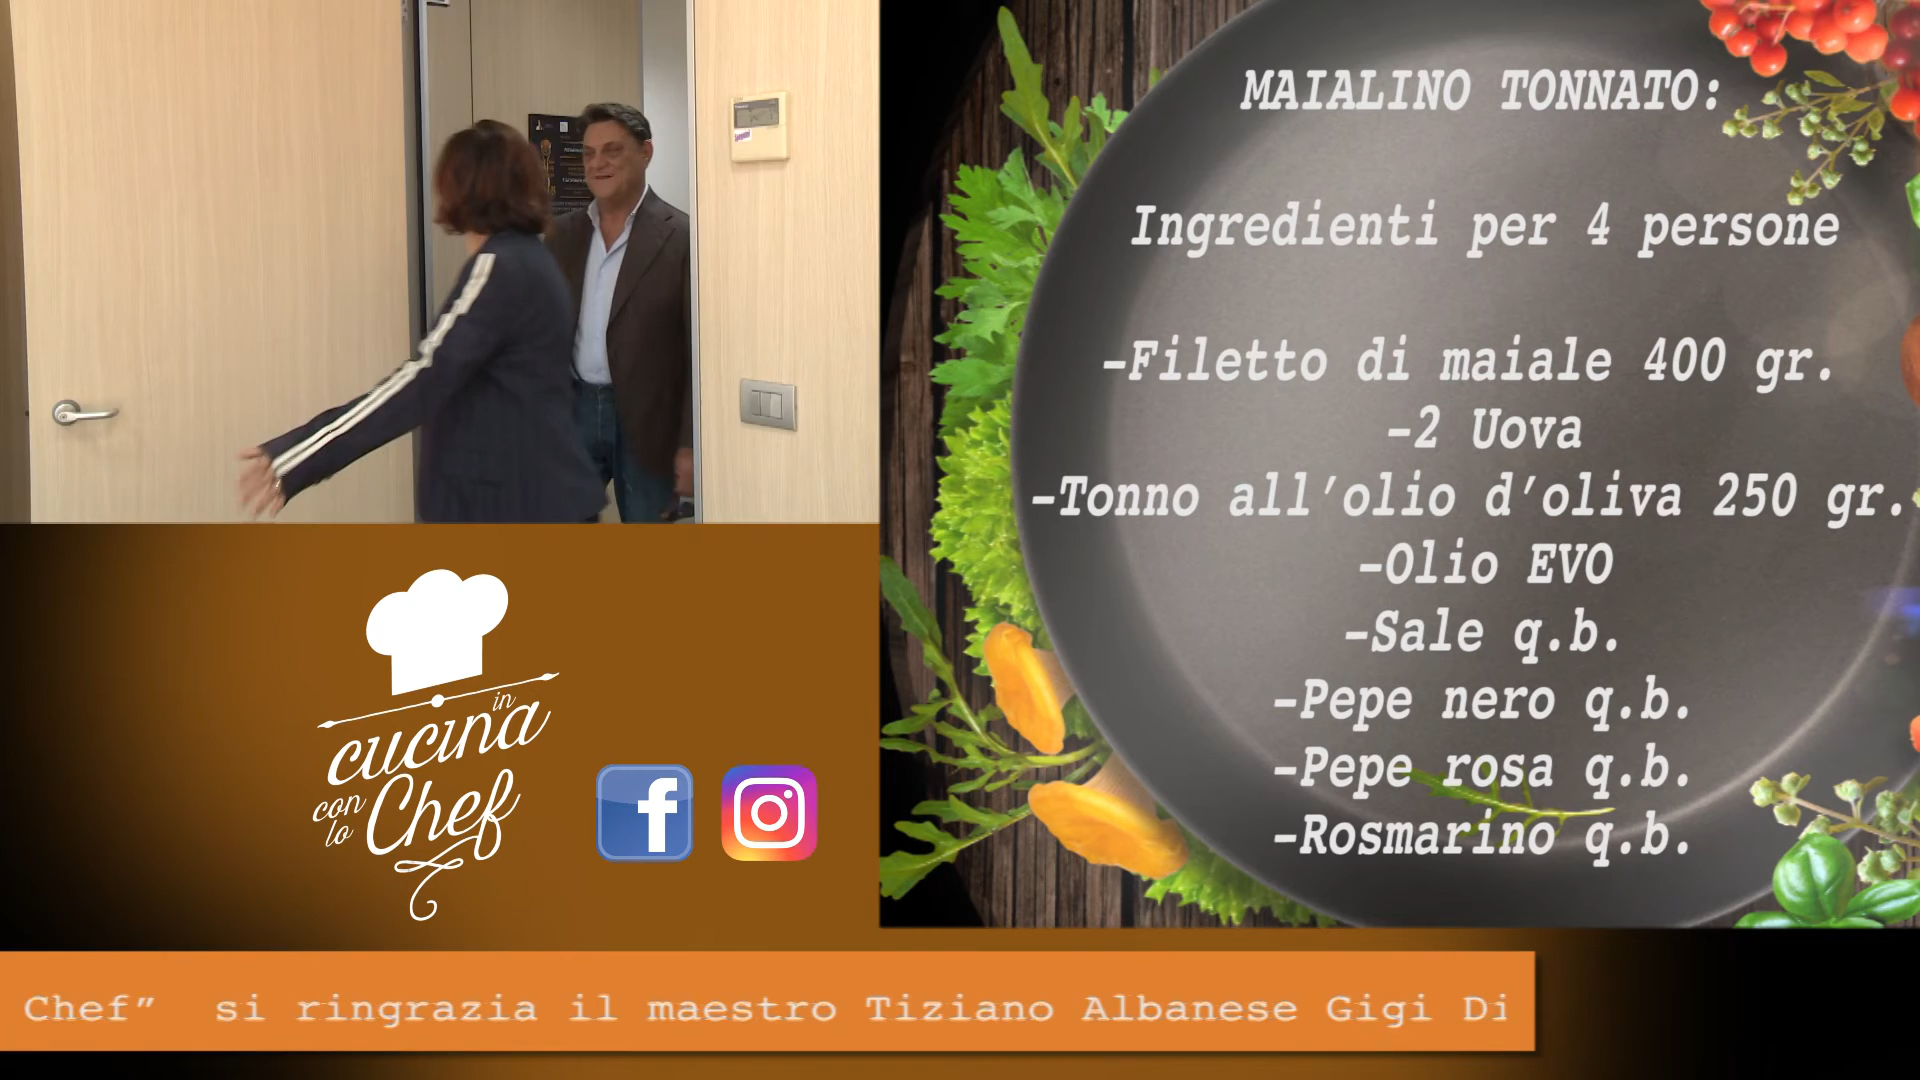 MAIALINO TONNATO:
Ingredienti per 4 persone
-Filetto di maiale 400 gr.
-2 Uova
-Tonno all'olio d'oliva 250 gr.
-Olio EVO
-Sale q.b.
-Pepe nero q.b.
-Pepe rosa q.b.
-Rosmarino q.b.
in
cucina
con
lo
Chef
f
Chef” si ringrazia il maestro Tiziano Albanese Gigi Di